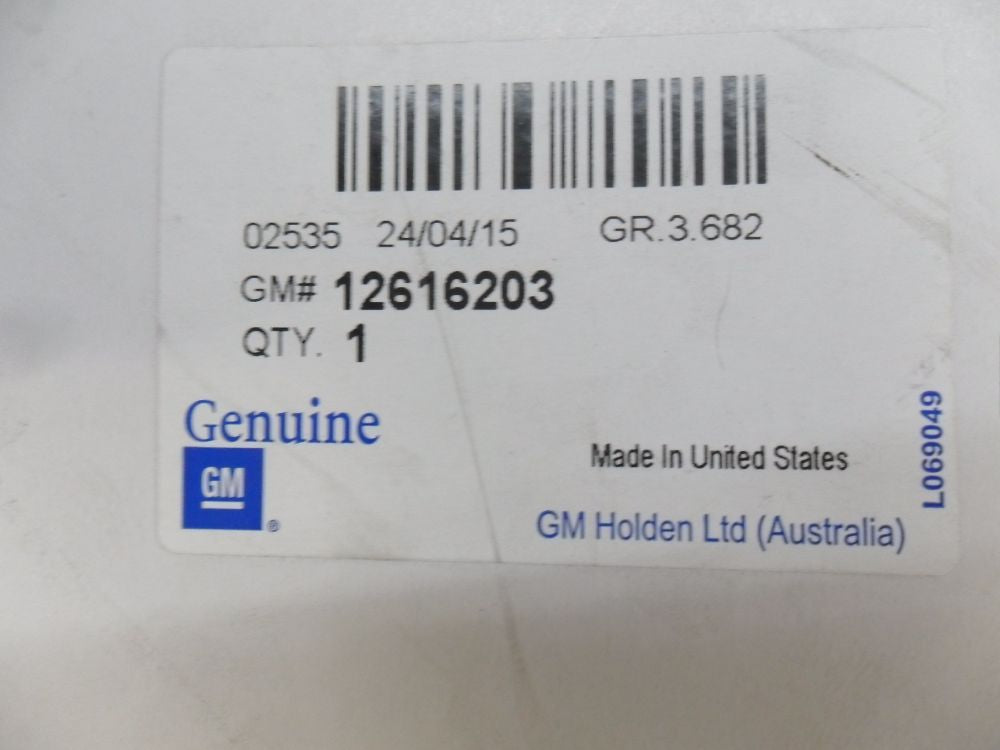 02535 24/04/15 GR.3.682
GM# 12616203
QTY. 1
Genuine
GM
®
Made In United States
GM Holden Ltd (Australia)
L069049